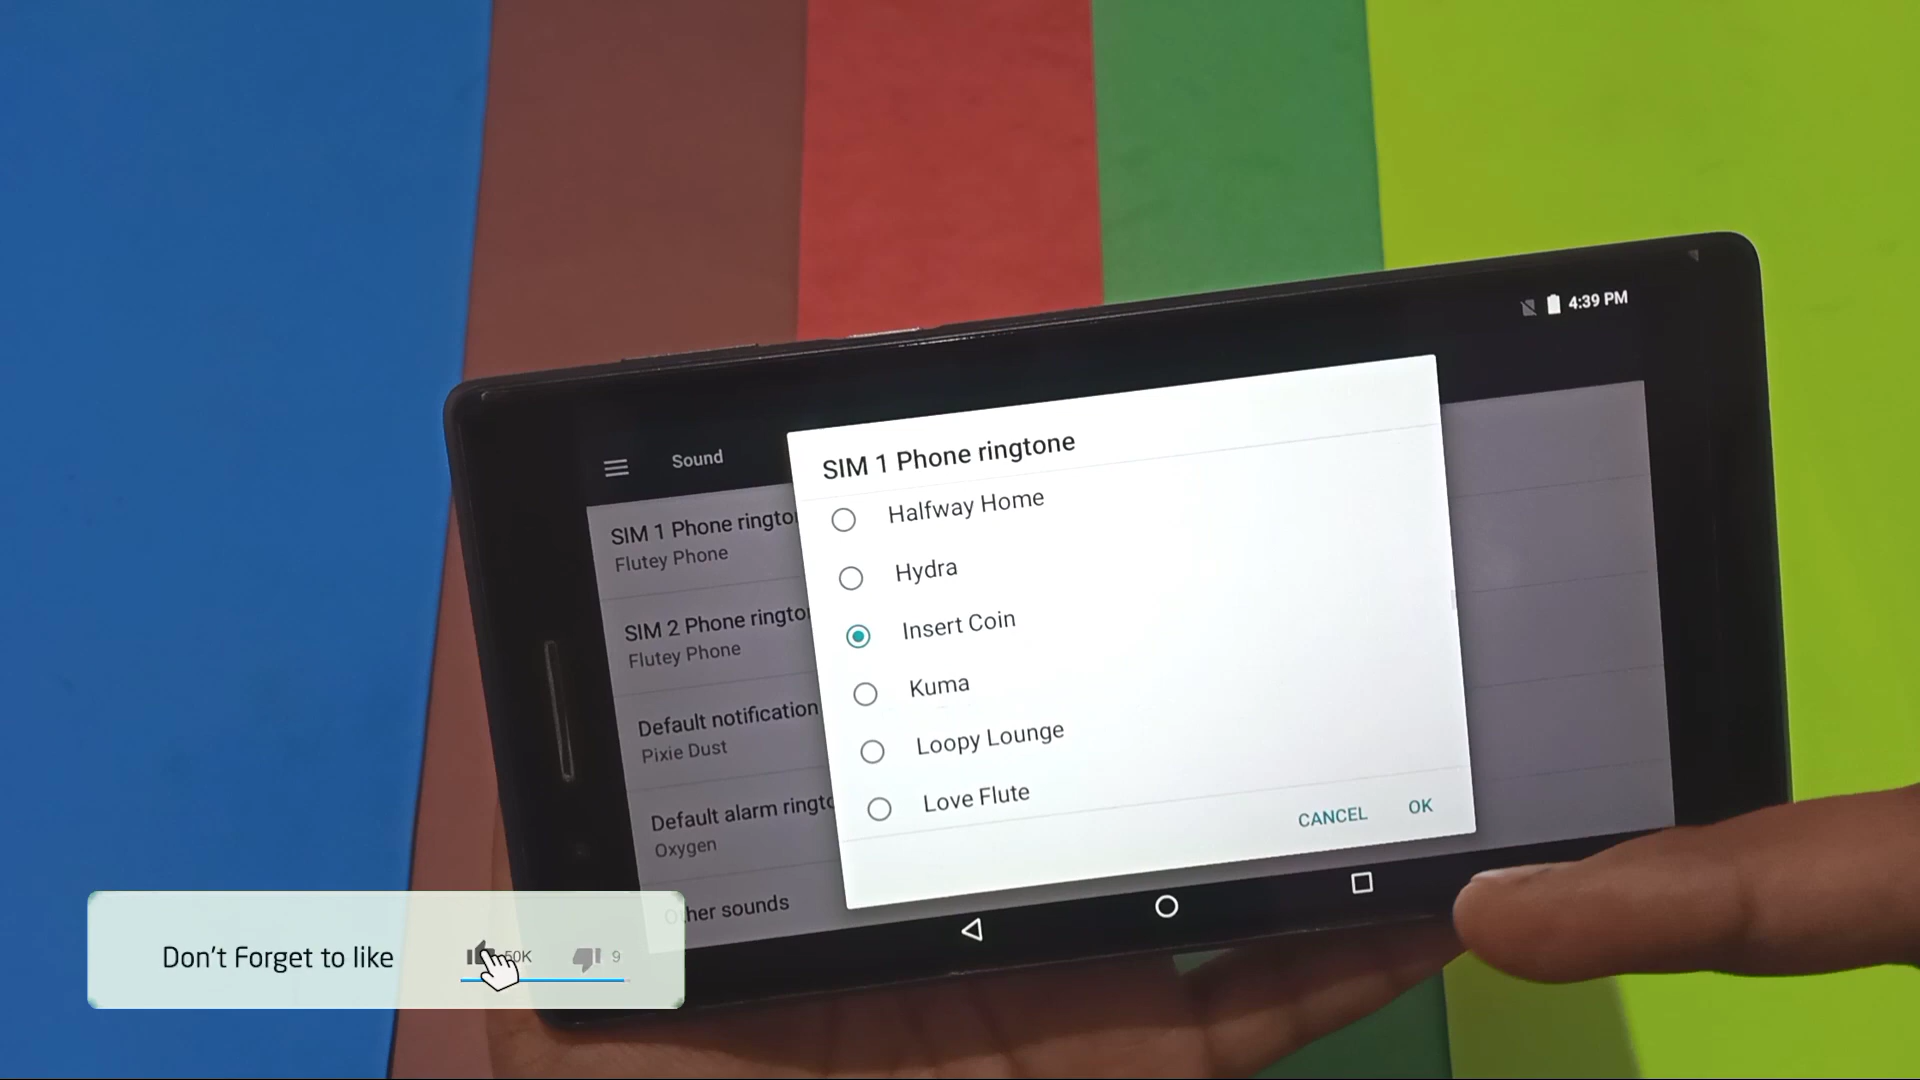 4:39 PM
Sound
SIM 1 Phone ringto
Flutey Phone
SIM 2 Phone ringto
Flutey Phone
Default notification
Pixie Dust
Default alarm ringto
Oxygen
Other sounds
SIM 1 Phone ringtone
Halfway Home
Hydra
Insert Coin
Kuma
Loopy Lounge
Love Flute
CANCEL OK
Don't Forget to like
50K 9